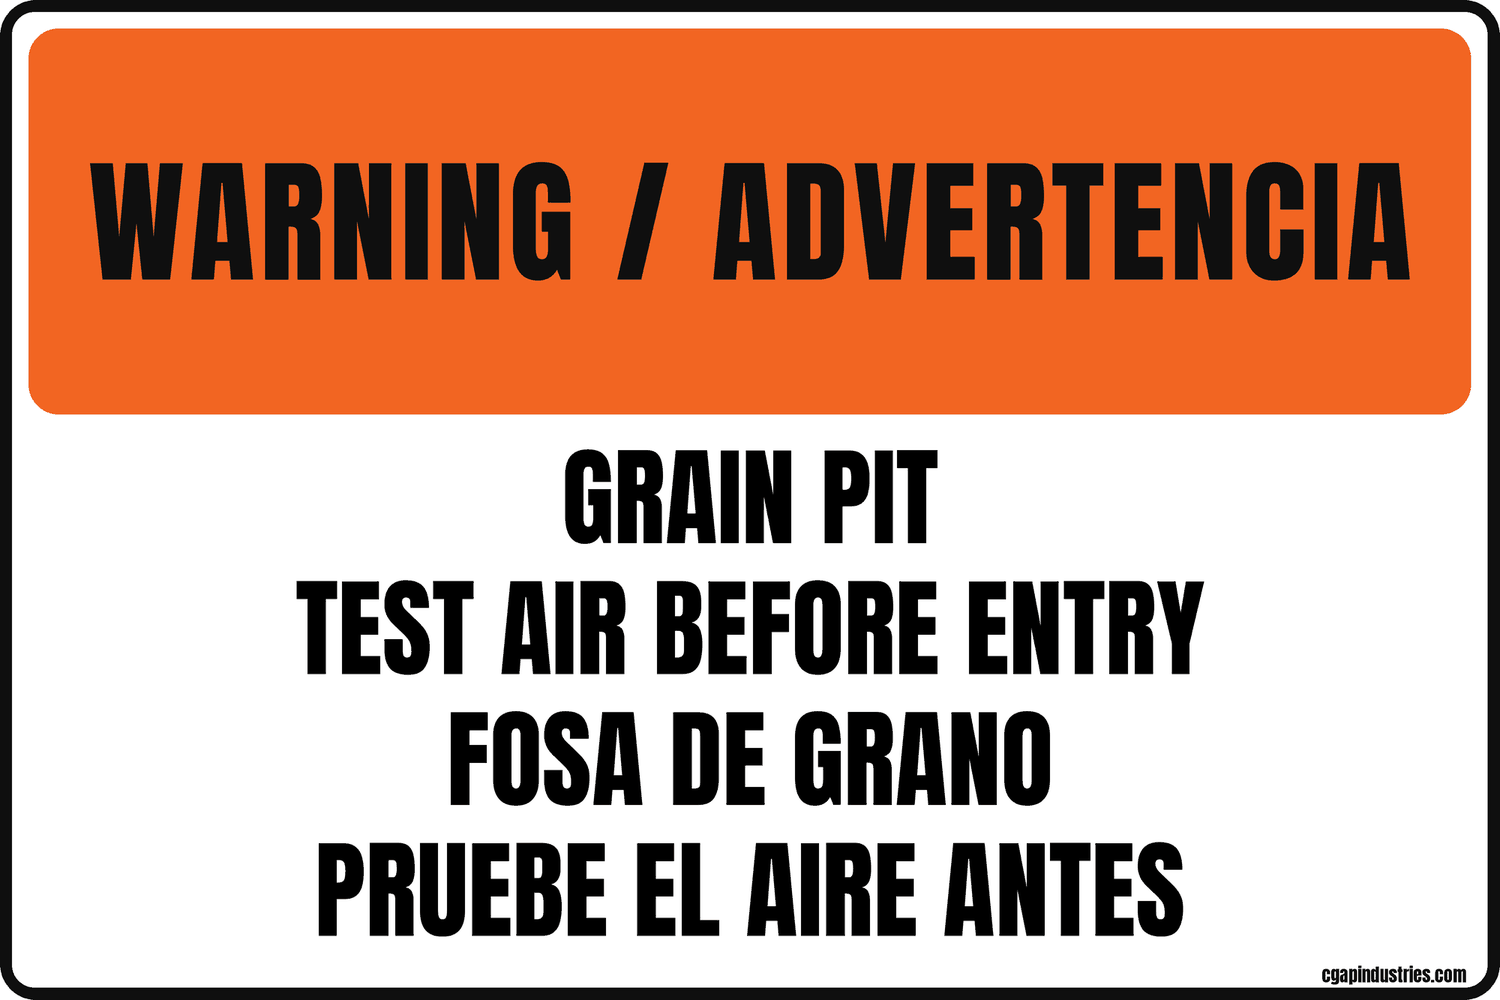 WARNING / ADVERTENCIA
GRAIN PIT
TEST AIR BEFORE ENTRY
FOSA DE GRANO
PRUEBE EL AIRE ANTES
cgapindustries.com